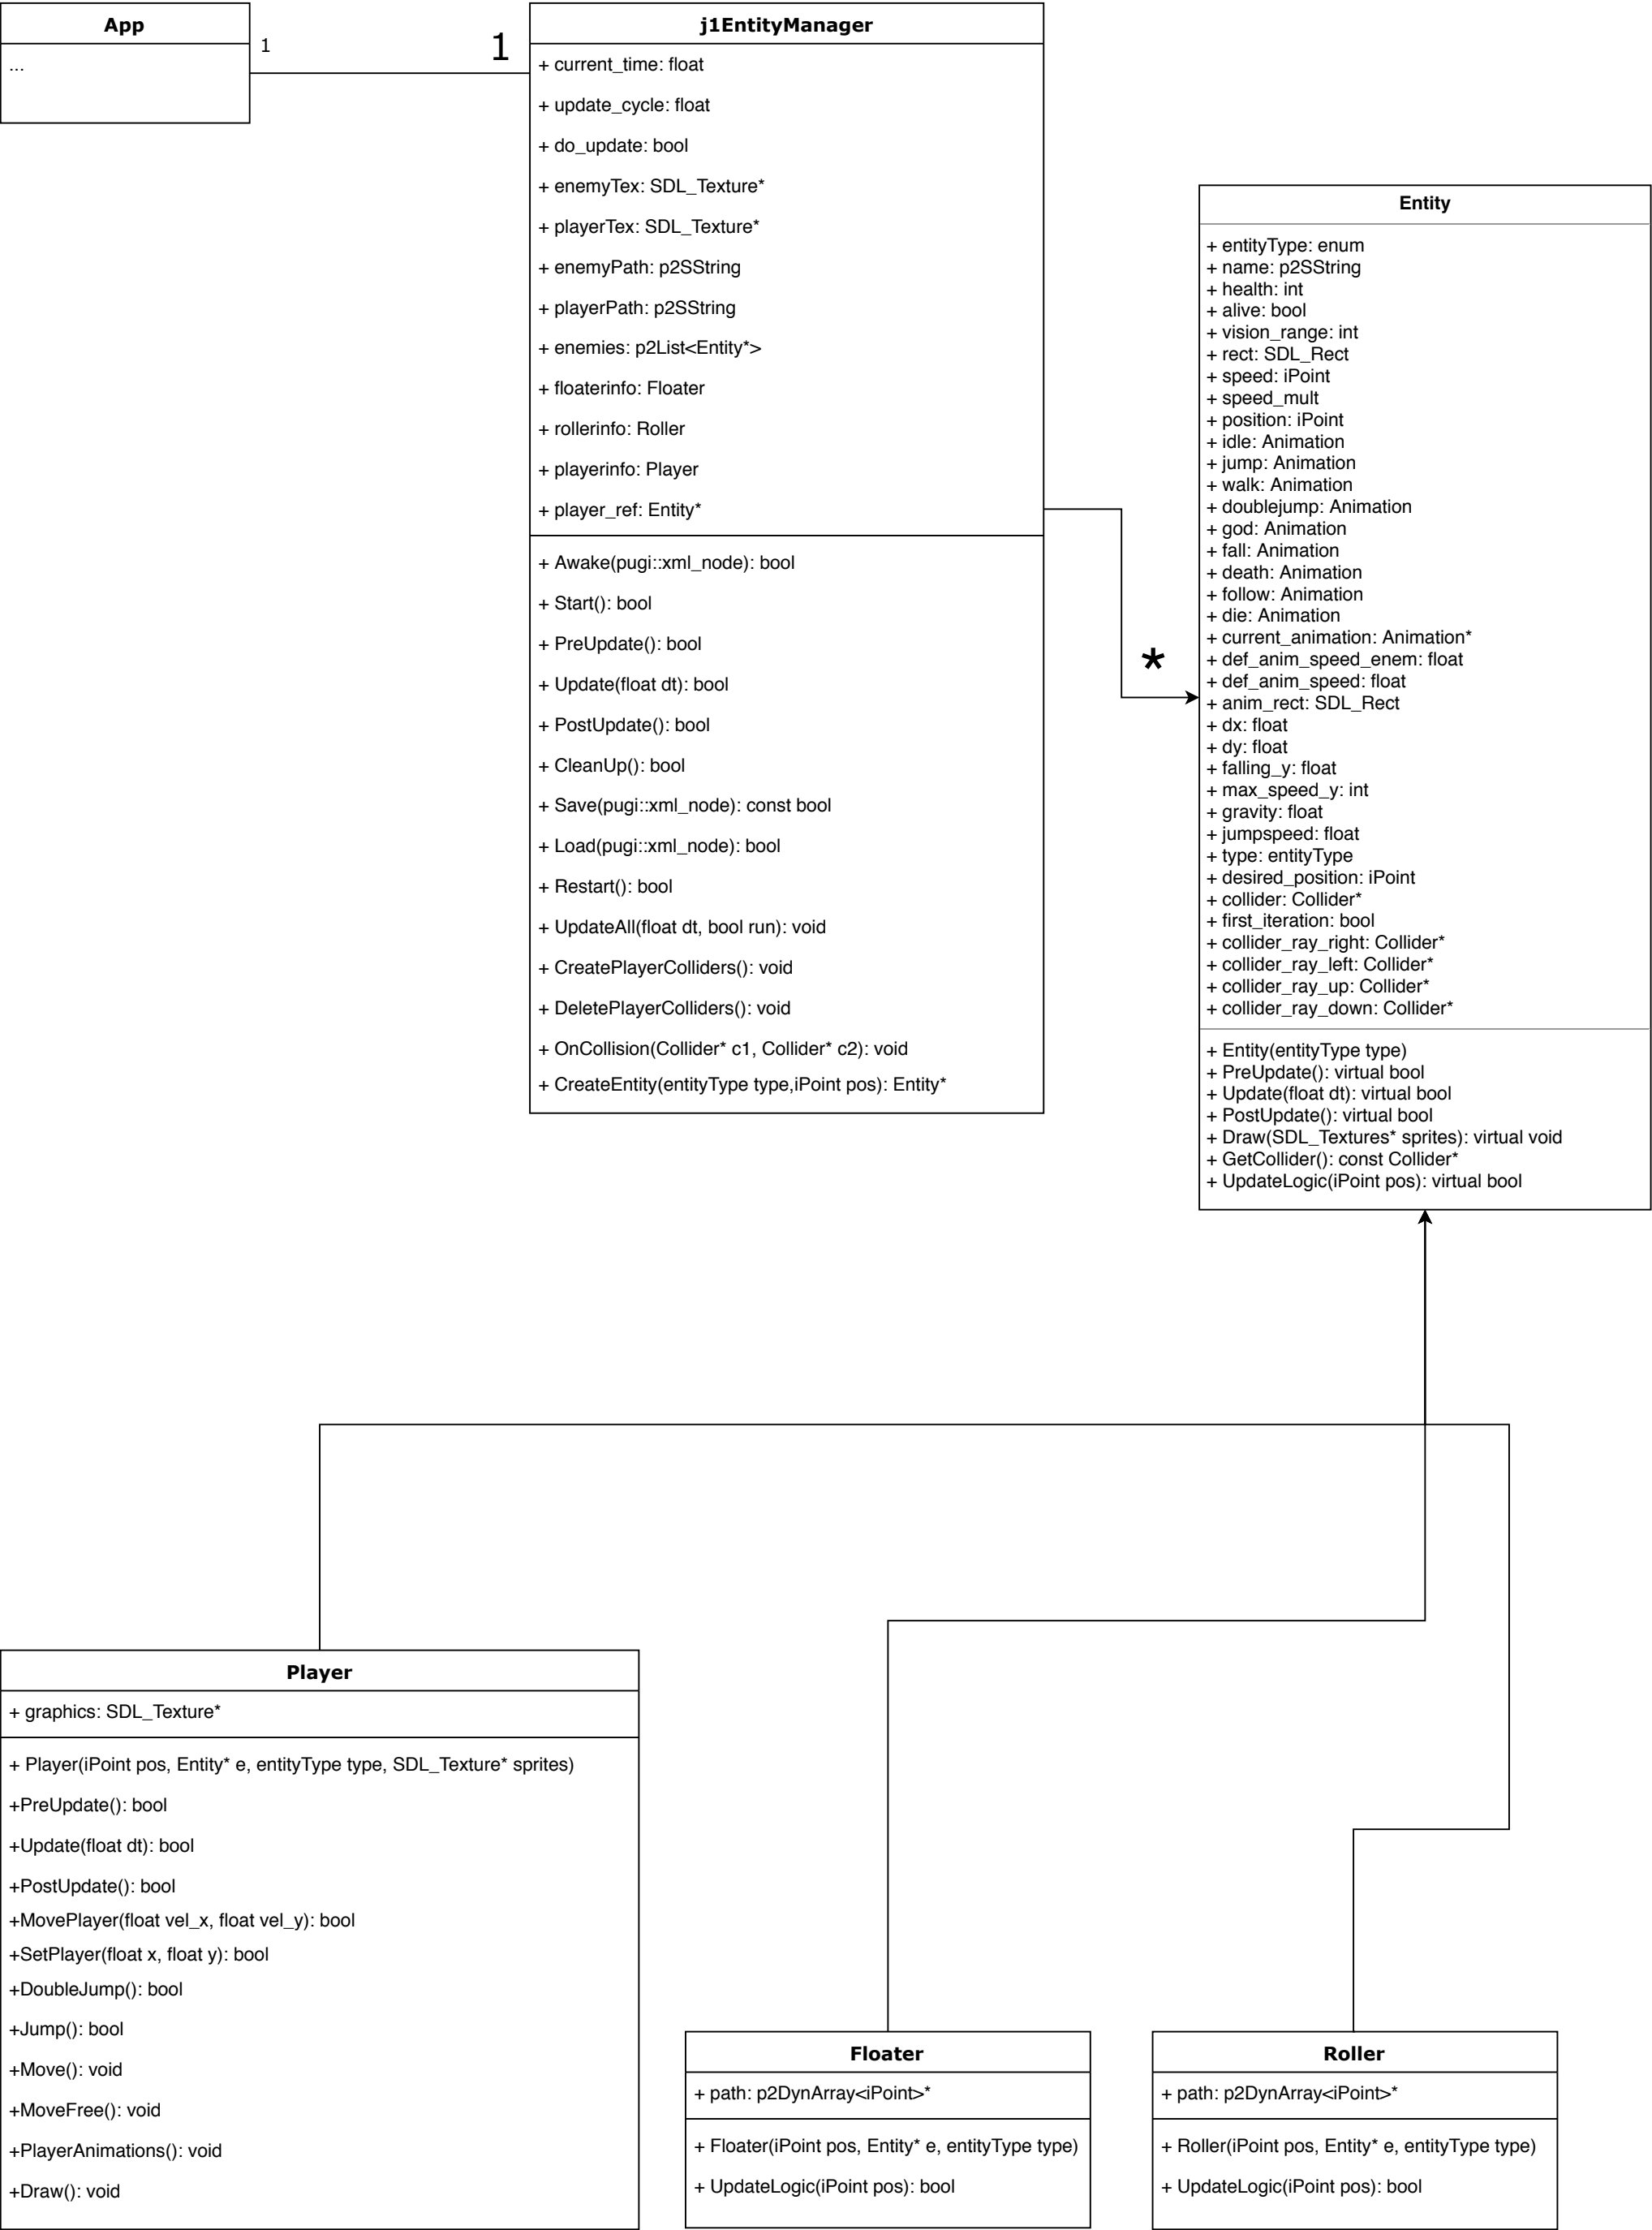 App
...
1
1
j1EntityManager
+ current_time: float
+ update_cycle: float
+ do_update: bool
+ enemyTex: SDL_Texture*
+ playerTex: SDL_Texture*
+ enemyPath: p2SString
+ playerPath: p2SString
+ enemies: p2List<Entity*>
+ floaterinfo: Floater
+ rollerinfo: Roller
+ playerinfo: Player
+ player_ref: Entity*
+ Awake(pugi::xml_node): bool
+ Start(): bool
+ PreUpdate(): bool
+ Update(float dt): bool
+ PostUpdate(): bool
+ CleanUp(): bool
+ Save(pugi::xml_node): const bool
+ Load(pugi::xml_node): bool
+ Restart(): bool
+ UpdateAll(float dt, bool run): void
+ CreatePlayerColliders(): void
+ DeletePlayerColliders(): void
+ OnCollision(Collider* c1, Collider* c2): void
+ CreateEntity(entityType type,iPoint pos): Entity*
*
Entity
+ entityType: enum
+ name: p2SString
+ health: int
+ alive: bool
+ vision_range: int
+ rect: SDL_Rect
+ speed: iPoint
+ speed_mult
+ position: iPoint
+ idle: Animation
+ jump: Animation
+ walk: Animation
+ doublejump: Animation
+ god: Animation
+ fall: Animation
+ death: Animation
+ follow: Animation
+ die: Animation
+ current_animation: Animation*
+ def_anim_speed_enem: float
+ def_anim_speed: float
+ anim_rect: SDL_Rect
+ dx: float
+ dy: float
+ falling_y: float
+ max_speed_y: int
+ gravity: float
+ jumpspeed: float
+ type: entityType
+ desired_position: iPoint
+ collider: Collider*
+ first_iteration: bool
+ collider_ray_right: Collider*
+ collider_ray_left: Collider*
+ collider_ray_up: Collider*
+ collider_ray_down: Collider*
+ Entity(entityType type)
+ PreUpdate(): virtual bool
+ Update(float dt): virtual bool
+ PostUpdate(): virtual bool
+ Draw(SDL_Textures* sprites): virtual void
+ GetCollider(): const Collider*
+ UpdateLogic(iPoint pos): virtual bool
Player
+ graphics: SDL_Texture*
+ Player(iPoint pos, Entity* e, entityType type, SDL_Texture* sprites)
+PreUpdate(): bool
+Update(float dt): bool
+PostUpdate(): bool
+MovePlayer(float vel_x, float vel_y): bool
+SetPlayer(float x, float y): bool
+DoubleJump(): bool
+Jump(): bool
+Move(): void
+MoveFree(): void
+PlayerAnimations(): void
+Draw(): void
Floater
+ path: p2DynArray<iPoint>*
+ Floater(iPoint pos, Entity* e, entityType type)
+ UpdateLogic(iPoint pos): bool
Roller
+ path: p2DynArray<iPoint>*
+ Roller(iPoint pos, Entity* e, entityType type)
+ UpdateLogic(iPoint pos): bool